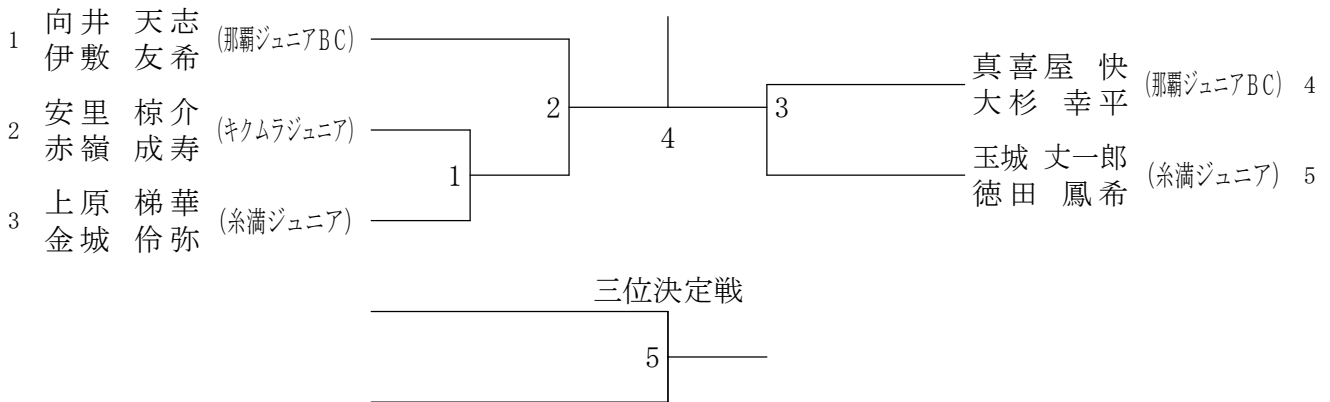 1 向井 天志 (那覇ジュニアBC)
伊敷 友希
2 安里 椋介 (キクムラジュニア)
赤嶺 成寿
3 上原 梯華 (糸満ジュニア)
金城 伶弥
1
2
4
3
真喜屋 快 (那覇ジュニアBC) 4
大杉 幸平
玉城 丈一郎 (糸満ジュニア) 5
徳田 鳳希
三位決定戦
5